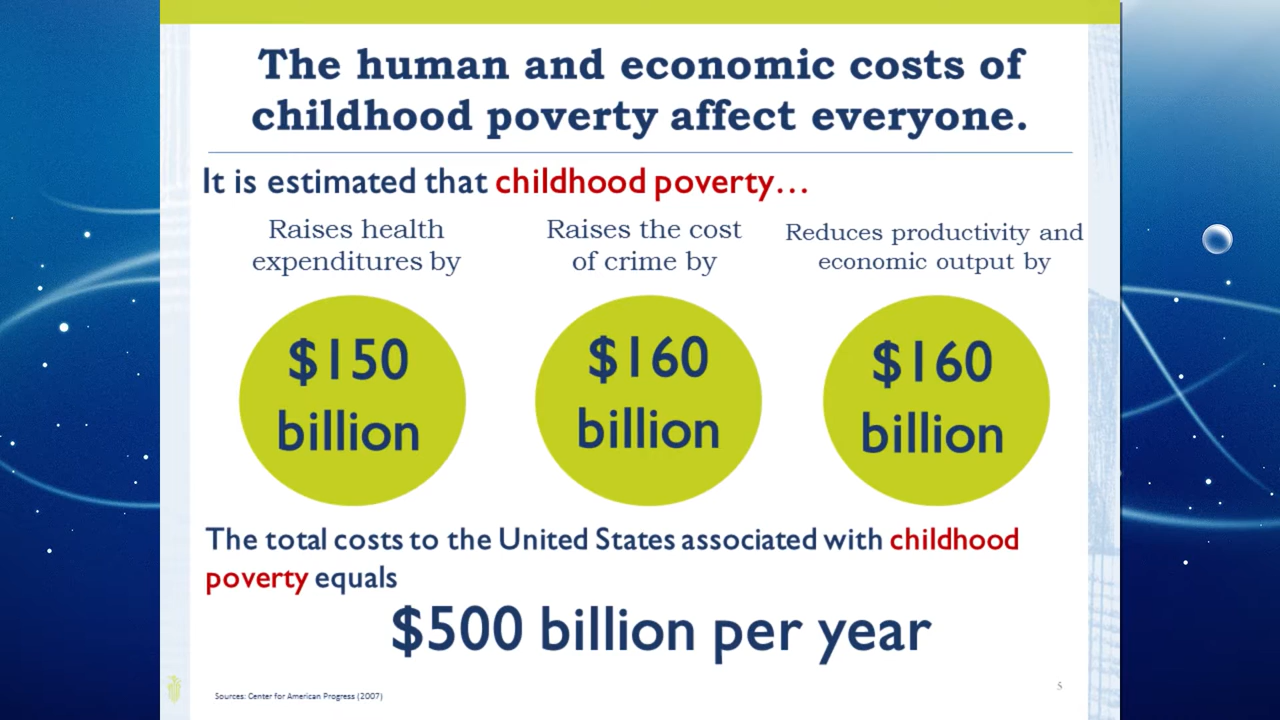 The human and economic costs of
childhood poverty affect everyone.
It is estimated that childhood poverty…
Raises health
expenditures by
Raises the cost
of crime by
Reduces productivity and
economic output by
$150
billion
$160
billion
$160
billion
The total costs to the United States associated with childhood
poverty equals
$500 billion per year
Sources: Center for American Progress (2007)
5